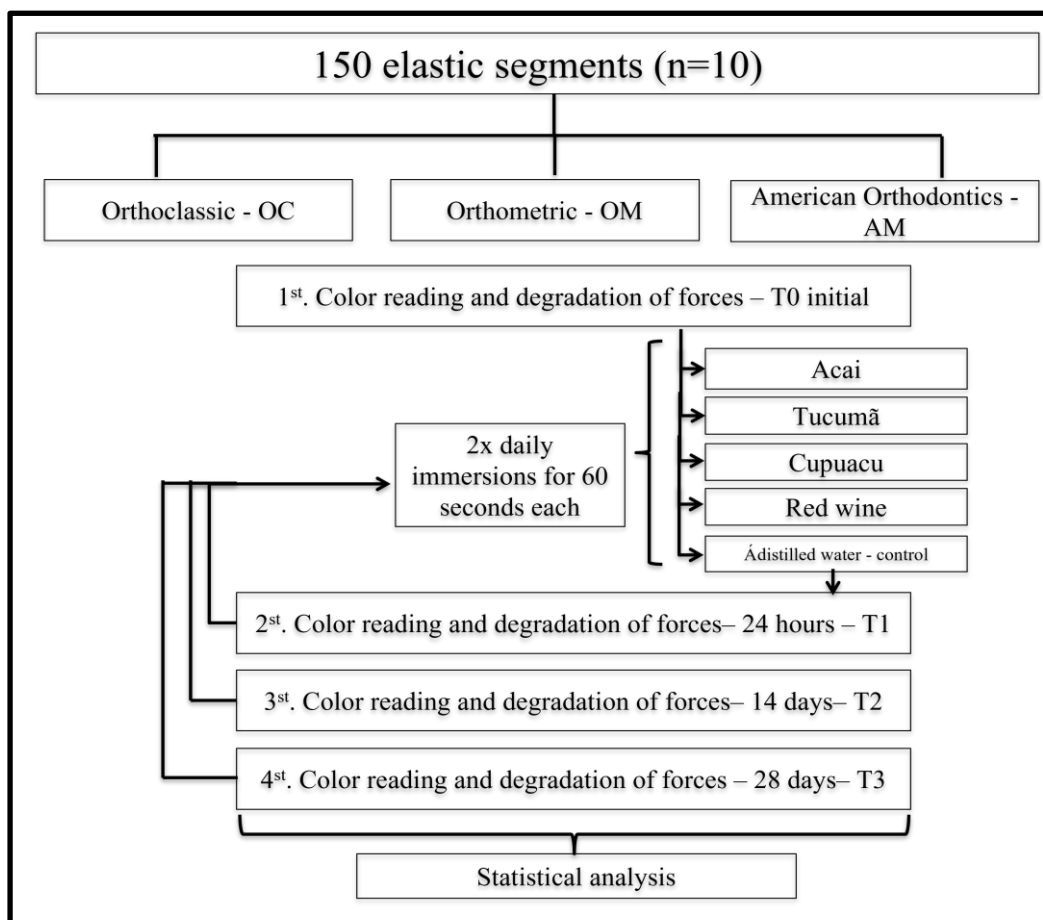 150 elastic segments (n=10)
Orthoclassic - OC
Orthometric - OM
American Orthodontics -
AM
1st. Color reading and degradation of forces – T0 initial
2x daily
immersions for 60
seconds each
Acai
Tucumã
Cupuacu
Red wine
Ádistilled water - control
2st. Color reading and degradation of forces– 24 hours – T1
3st. Color reading and degradation of forces– 14 days– T2
4st. Color reading and degradation of forces – 28 days– T3
Statistical analysis